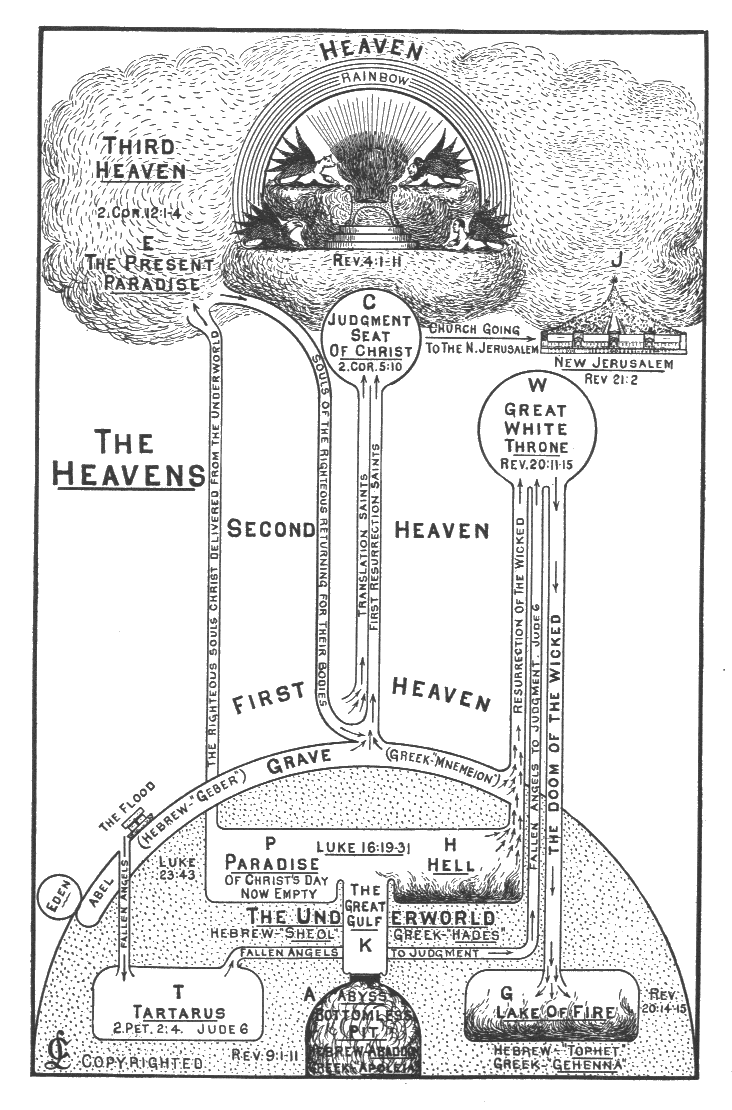 HEAVEN
RAINBOW
THIRD
HEAVEN
2.COR.12:1-4
E
THE PRESENT
PARADISE
REV.4:1-11
J
C
JUDGMENT
SEAT
OF CHRIST
2.COR.5:10
CHURCH GOING
TO THE N.JERUSALEM
NEW JERUSALEM
REV 21:2
W
GREAT
WHITE
THRONE
REV.20:11-15
THE
HEAVENS
THE RIGHTEOUS SOULS CHRIST DELIVERED FROM THE UNDERWORLD
SOULS OF THE RIGHTEOUS RETURNING FOR THEIR BODIES
TRANSLATION SAINTS
FIRST RESURRECTION SAINTS
SECOND HEAVEN
RESURRECTION OF THE WICKED
FALLEN ANGELS TO JUDGMENT. JUDE 6
THE DOOM OF THE WICKED
FIRST HEAVEN
THE FLOOD
(HEBREW-"GEBER") GRAVE (GREEK-"MNEMEION")
EDEN
ABEL
FALLEN ANGELS
LUKE
23:43
P
PARADISE
OF CHRIST'S DAY
NOW EMPTY
LUKE 16:19-31
H
HELL
THE
GREAT
GULF
K
THE UNDERWORLD
HEBREW-"SHEOL" GREEK-"HADES"
FALLEN ANGELS TO JUDGMENT
T
TARTARUS
2.PET. 2:4. JUDE 6
A
ABYSS
BOTTOMLESS
PIT
HEBREW-ABADDON
GREEK-APOLEIA
REV.9:1-11
G
LAKE OF FIRE
REV.
20:14-15
HEBREW-"TOPHET
GREEK-"GEHENNA"
COPYRIGHTED